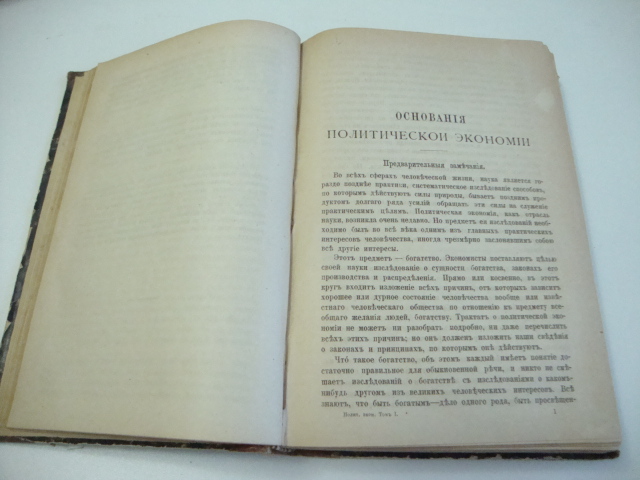 ОСНОВАНІЯ
ПОЛИТИЧЕСКОЙ ЭКОНОМІИ
Предварительныя замѣчанія.
Во всѣхъ сферахъ человѣческой жизни, наука является го-
раздо позднѣе практики, систематическое изслѣдованіе способовъ,
по которымъ дѣйствуютъ силы природы, бываетъ позднимъ про-
дуктомъ долгаго ряда усилій обращать эти силы на служеніе
практическимъ цѣлямъ. Политическая экономія, какъ отрасль
науки, возникла очень недавно. Но предметъ ея изслѣдованій необ-
ходимо былъ во всѣ вѣка однимъ изъ главныхъ практическихъ
интересовъ человѣчества, иногда чрезмѣрно заслонявшимъ собою
всѣ другіе интересы.
Этотъ предметъ — богатство. Экономисты поставляютъ цѣлью
своей науки изслѣдованіе о сущности богатства, законахъ его
производства и распредѣленія. Прямо или косвенно, въ этотъ
кругъ входитъ изложеніе всѣхъ причинъ, отъ которыхъ зависитъ
хорошее или дурное состояніе человѣчества вообще или извѣ-
стнаго человѣческаго общества по отношенію къ предмету все-
общаго желанія людей, богатству. Трактатъ о политической эко-
номіи не можетъ ни разобрать подробно, ни даже перечислить
всѣхъ этихъ причинъ; но онъ долженъ изложить наши свѣдѣнія
о законахъ и принципахъ, по которымъ онѣ дѣйствуютъ.
Что́ такое богатство, объ этомъ каждый имѣетъ понятіе до-
статочно правильное для обыкновенной рѣчи, и никто не смѣ-
шаетъ изслѣдованій о богатствѣ съ изслѣдованіями о какомъ-
нибудь другомъ изъ великихъ человѣческихъ интересовъ. Всѣ
знаютъ, что быть богатымъ—дѣло одного рода, быть просвѣщен-
Полит. экон. Томъ I. 1